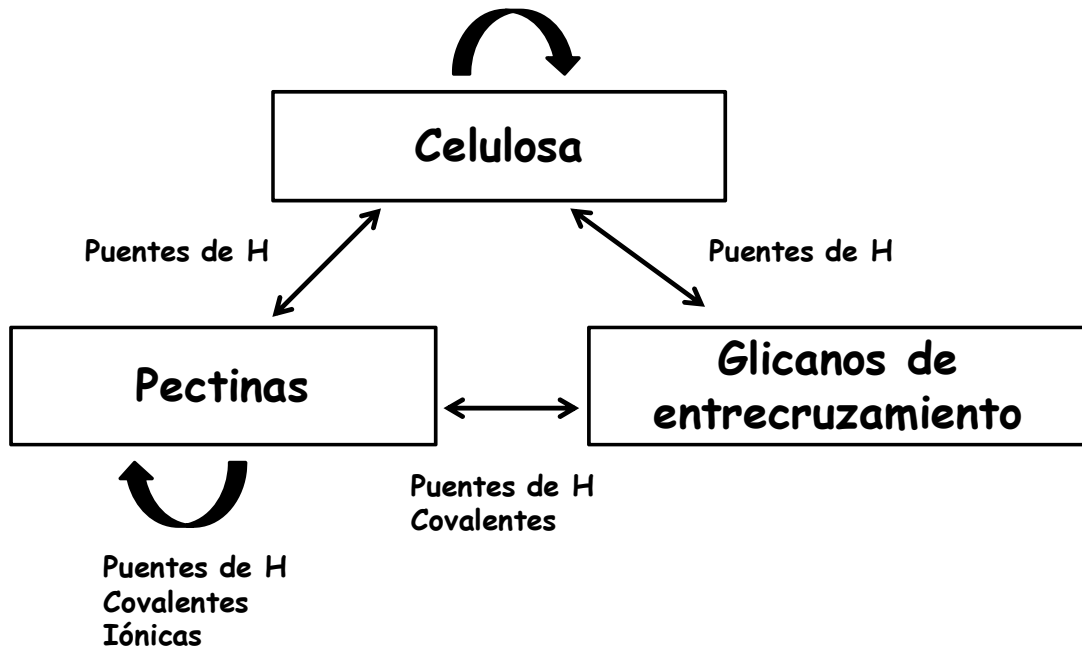 Celulosa
Puentes de H
Puentes de H
Pectinas
Glicanos de
entrecruzamiento
Puentes de H
Covalentes
Puentes de H
Covalentes
Iónicas